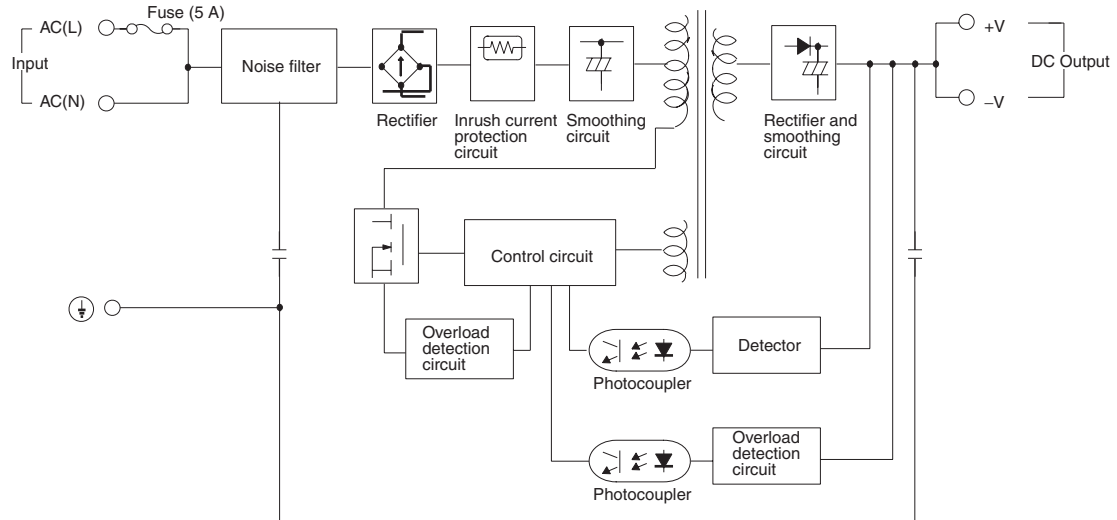 Fuse (5 A)
AC(L)
Input
AC(N)
Noise filter
Rectifier
Inrush current
protection
circuit
Smoothing
circuit
Rectifier and
smoothing
circuit
+V
DC Output
–V
Control circuit
Overload
detection
circuit
Photocoupler
Detector
Photocoupler
Overload
detection
circuit